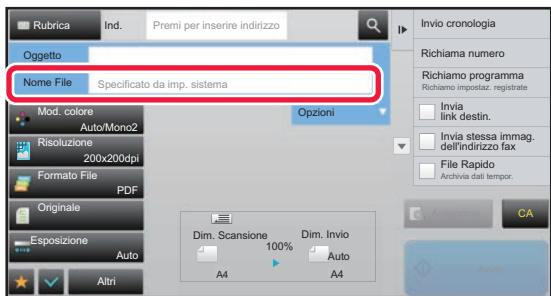 Rubrica
Ind.
Premi per inserire indirizzo
Oggetto
Nome File
Specificato da imp. sistema
Mod. colore
Auto/Mono2
Opzioni
Risoluzione
200x200dpi
Formato File
PDF
Originale
Esposizione
Auto
Altri
Dim. Scansione
100%
Dim. Invio
Auto
A4
A4
Invio cronologia
Richiama numero
Richiamo programma
Richiamo impostaz. registrate
Invia
link destin.
Invia stessa immag.
dell'indirizzo fax
File Rapido
Archivia dati tempor.
CA
Avvio